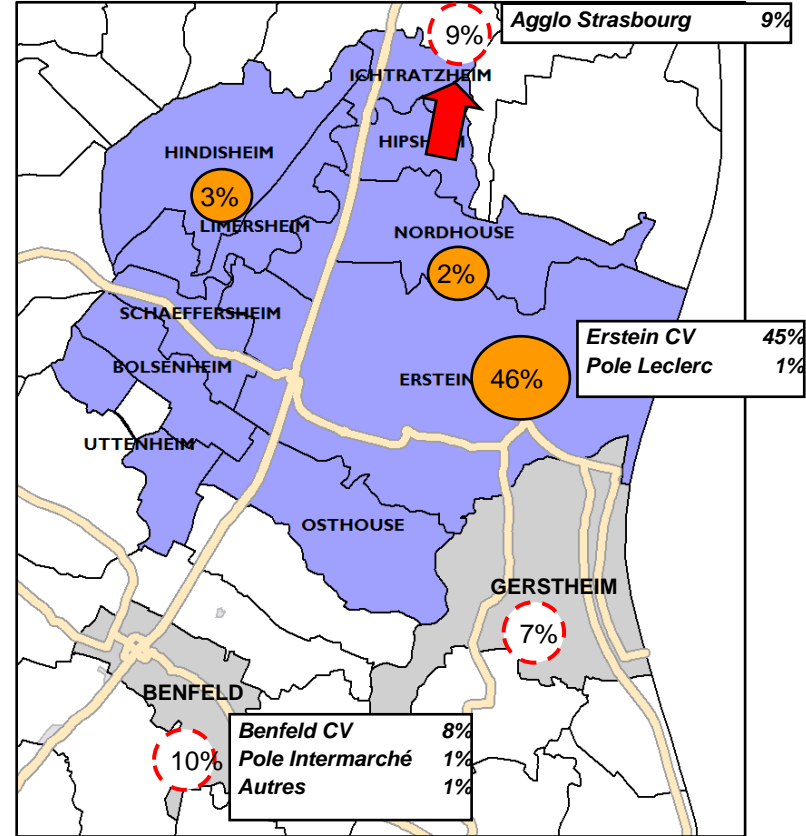 Agglo Strasbourg 9%
9%
ICHTRATZHEIM
HINDISHEIM
3%
LIMERSHEIM
NORDHOUSE
2%
SCHAEFFERSHEIM
BOLSENHEIM
ERSTEIN
46%
Erstein CV 45%
Pole Leclerc 1%
UTTENHEIM
OSTHOUSE
GERSTHEIM
7%
BENFELD
10%
Benfeld CV 8%
Pole Intermarché 1%
Autres 1%